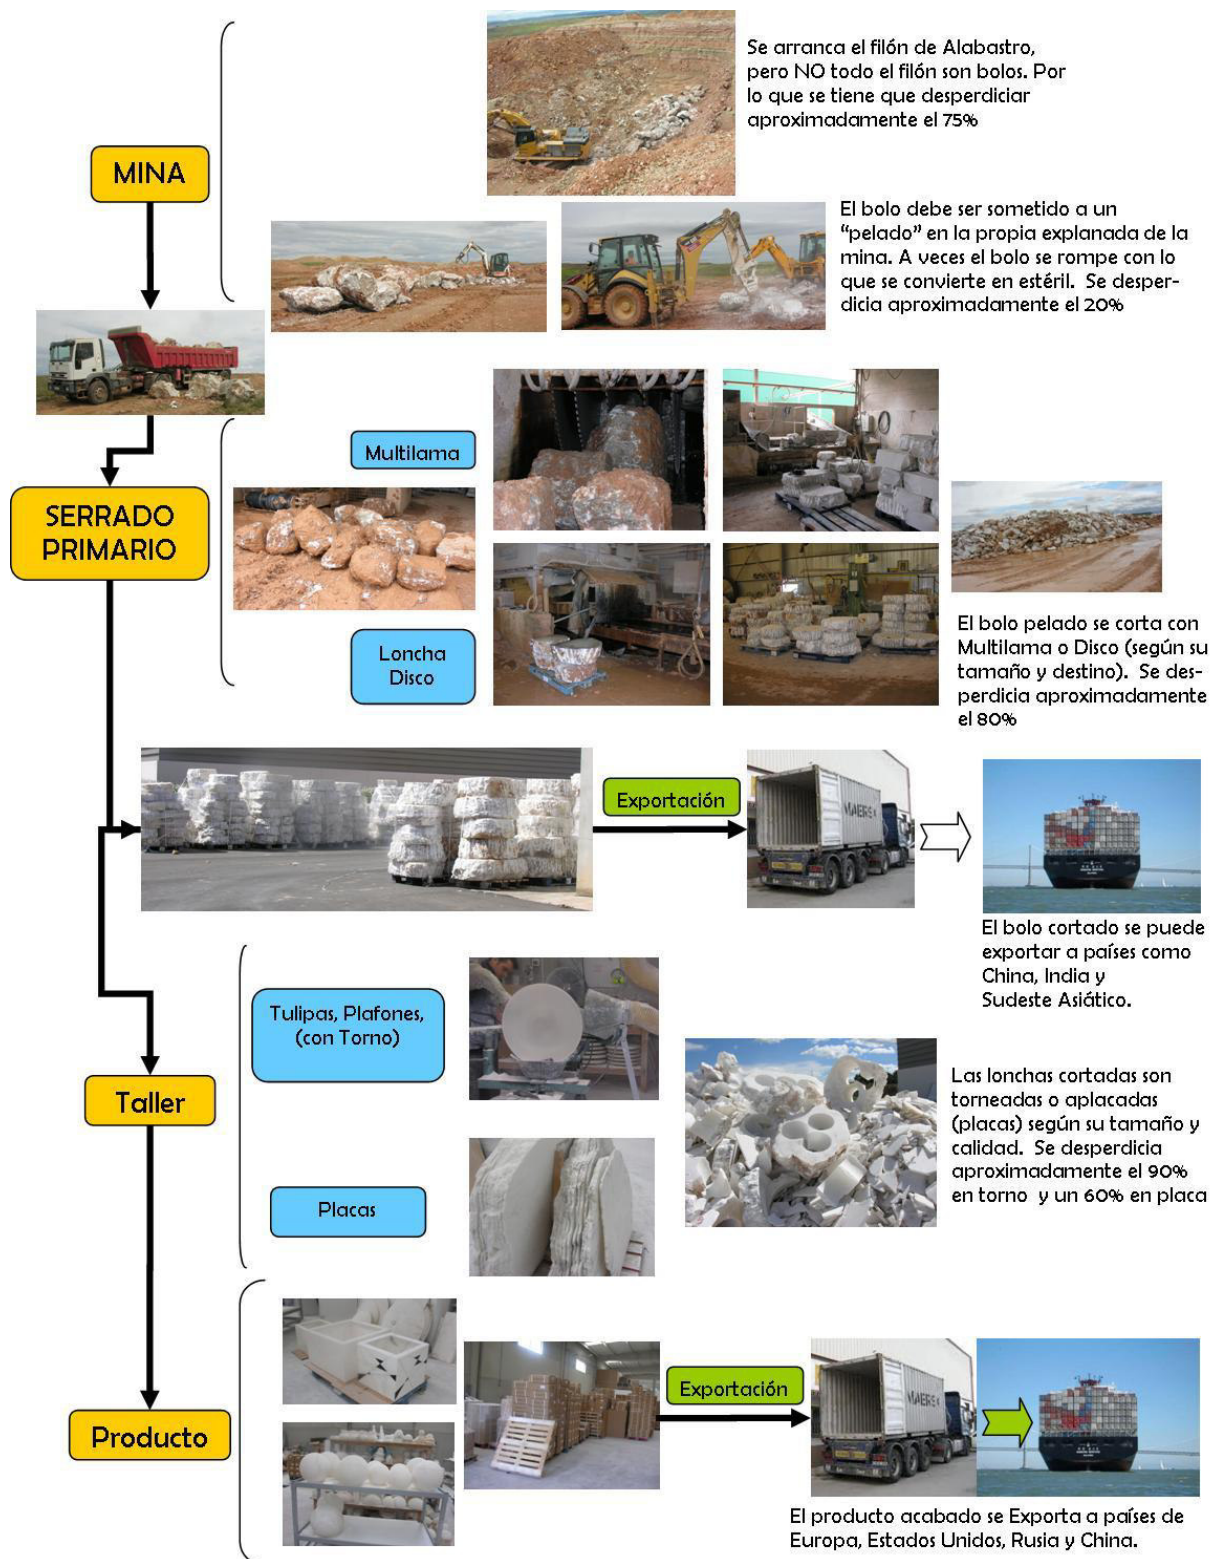 Se arranca el filón de Alabastro,
pero NO todo el filón son bolos. Por
lo que se tiene que desperdiciar
aproximadamente el 75%
MINA
El bolo debe ser sometido a un
“pelado” en la propia explanada de la
mina. A veces el bolo se rompe con lo
que se convierte en estéril. Se desper-
dicia aproximadamente el 20%
Multilama
SERRADO
PRIMARIO
Loncha
Disco
El bolo pelado se corta con
Multilama o Disco (según su
tamaño y destino). Se des-
perdicia aproximadamente
el 80%
Exportación
MAERSK
El bolo cortado se puede
exportar a países como
China, India y
Sudeste Asiático.
Tulipas, Plafones,
(con Torno)
Taller
Las lonchas cortadas son
torneadas o aplacadas
(placas) según su tamaño y
calidad. Se desperdicia
aproximadamente el 90%
en torno y un 60% en placa
Placas
Exportación
MAERSK
Producto
El producto acabado se Exporta a países de
Europa, Estados Unidos, Rusia y China.